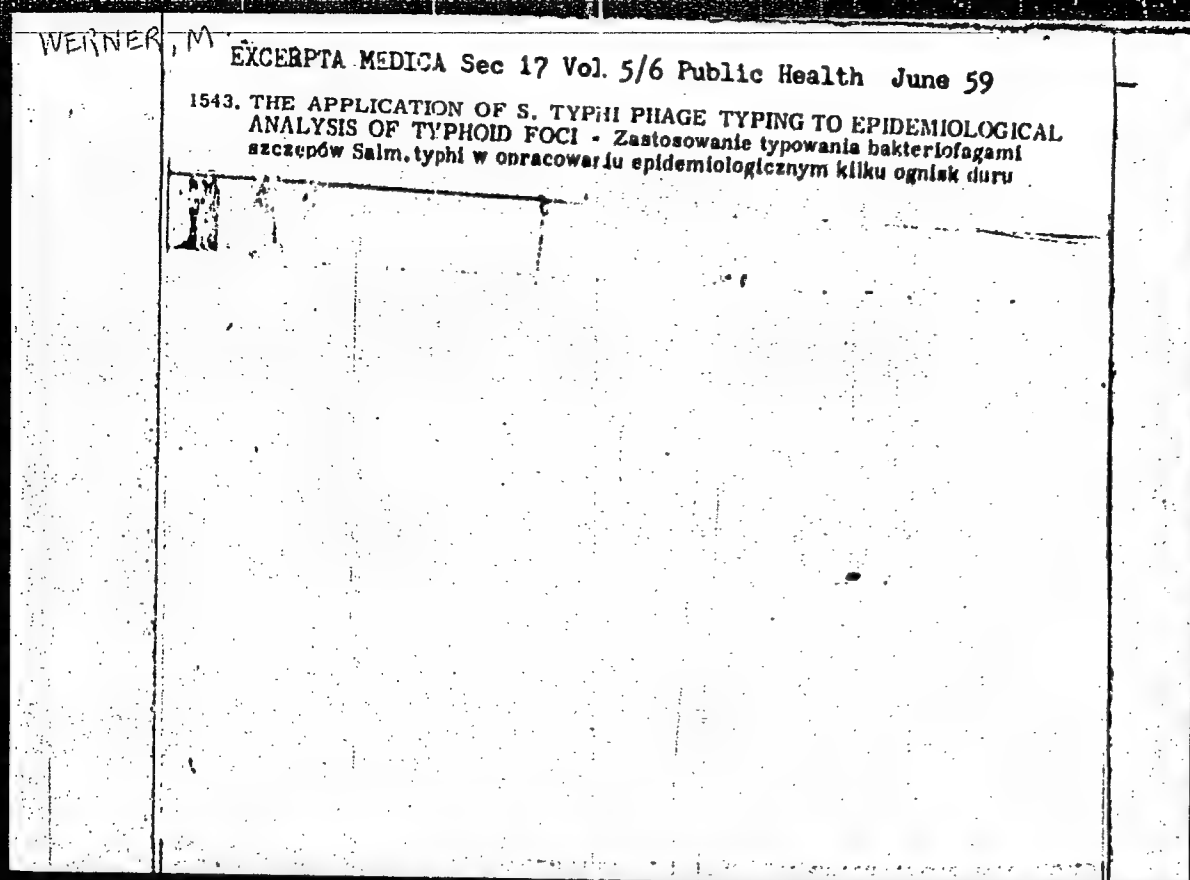 WERNER, M
EXCERPTA MEDICA Sec 17 Vol. 5/6 Public Health June 59
1543. THE APPLICATION OF S. TYPHI PHAGE TYPING TO EPIDEMIOLOGICAL
ANALYSIS OF TYPHOID FOCI - Zastosowanie typowania bakteriofagami
szczepów Salm. typhi w opracowaniu epidemiologicznym kilku ognisk duru